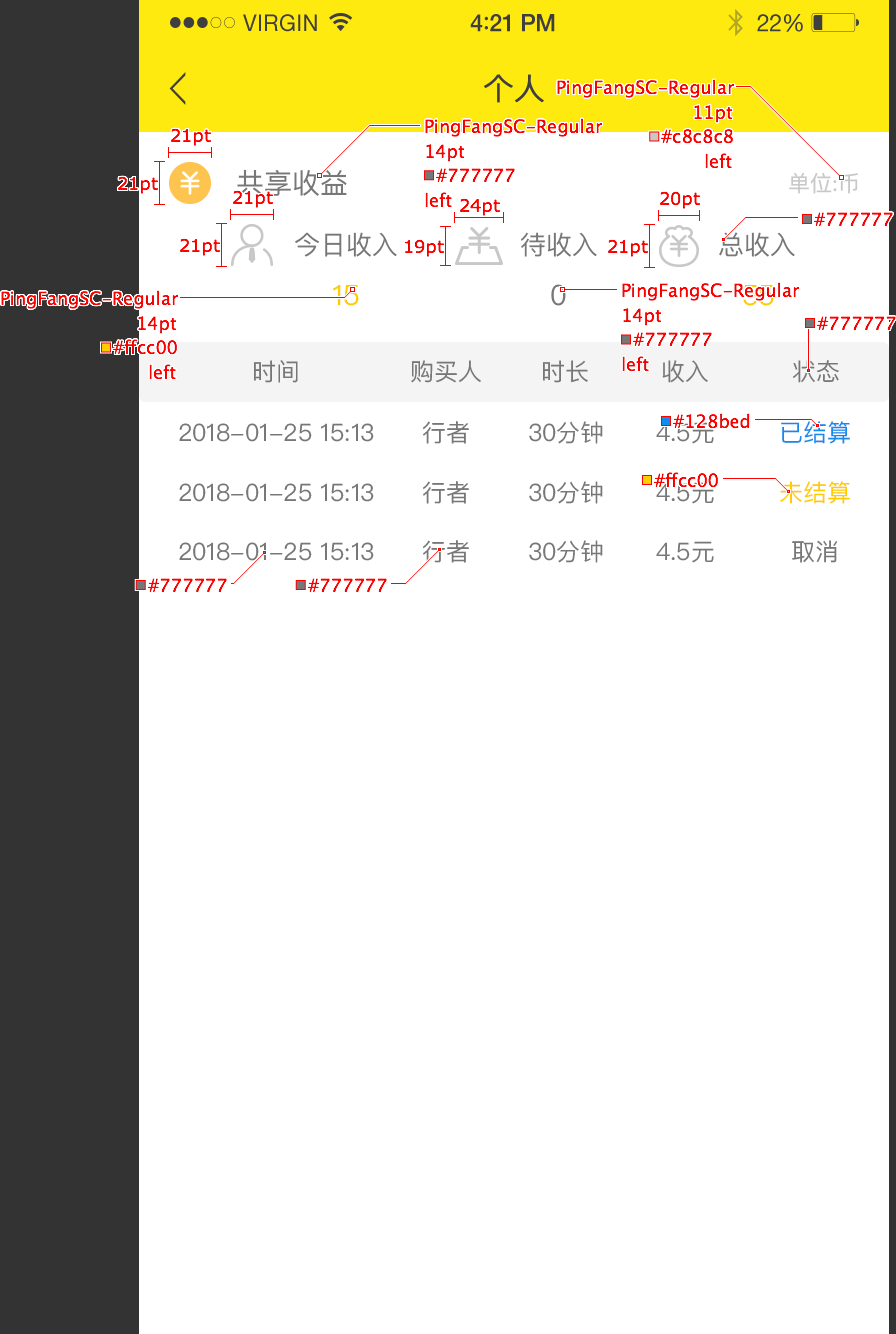 VIRGIN 4:21 PM 22%
个人
PingFangSC-Regular
11pt
#c8c8c8
left
21pt
PingFangSC-Regular
14pt
#777777
left
21pt
共享收益
单位:币
21pt
24pt
20pt
#777777
21pt
今日收入
19pt
待收入
21pt
总收入
PingFangSC-Regular
14pt
#ffcc00
left
15
0
PingFangSC-Regular
14pt
#777777
left
#777777
时间 购买人 时长 收入 状态
#128bed
2018-01-25 15:13 行者 30分钟 4.5元 已结算
#ffcc00
2018-01-25 15:13 行者 30分钟 4.5元 未结算
2018-01-25 15:13 行者 30分钟 4.5元 取消
#777777
#777777